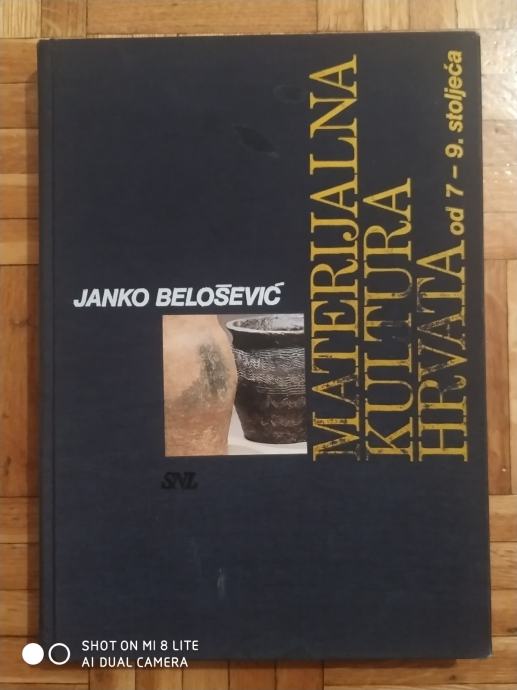 JANKO BELOŠEVIĆ
MATERIJALNA
KULTURA
HRVATA od 7 – 9. stoljeća
SNL
SHOT ON MI 8 LITE
AI DUAL CAMERA